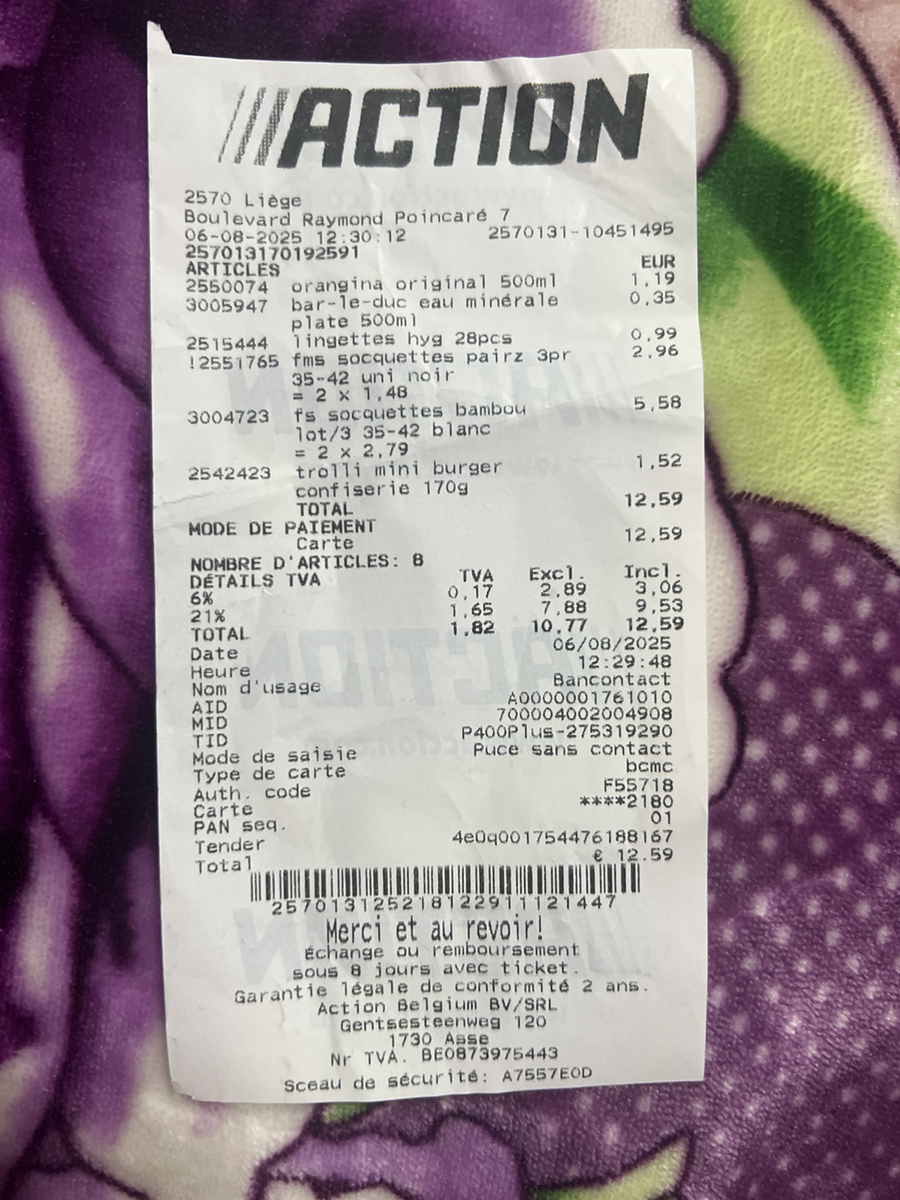 ///ACTION
2570 Liège
Boulevard Raymond Poincaré 7
06-08-2025 12:30:12 2570131-10451495
257013170192591
ARTICLES EUR
2550074 orangina original 500ml 1,19
3005947 bar-le-duc eau minérale 0,35
plate 500ml
2515444 lingettes hyg 28pcs 0,99
!2551765 fms socquettes pairz 3pr 2,96
35-42 uni noir
= 2 x 1,48
3004723 fs socquettes bambou 5,58
lot/3 35-42 blanc
= 2 x 2,79
2542423 trolli mini burger 1,52
confiserie 170g
TOTAL 12,59
MODE DE PAIEMENT
Carte 12,59
NOMBRE D'ARTICLES: 8
DÉTAILS TVA TVA Excl. Incl.
6% 0,17 2,89 3,06
21% 1,65 7,88 9,53
TOTAL 1,82 10,77 12,59
Date 06/08/2025
Heure 12:29:48
Nom d'usage Bancontact
AID A0000001761010
MID 700004002004908
TID P400Plus-275319290
Mode de saisie Puce sans contact
Type de carte bcmc
Auth. code F55718
Carte ****2180
PAN seq. 01
Tender 4e0q001754476188167
Total € 12.59
257013125218122911121447
Merci et au revoir!
Échange ou remboursement
sous 8 jours avec ticket.
Garantie légale de conformité 2 ans.
Action Belgium BV/SRL
Gentsesteenweg 120
1730 Asse
Nr TVA. BE0873975443
Sceau de sécurité: A7557E0D